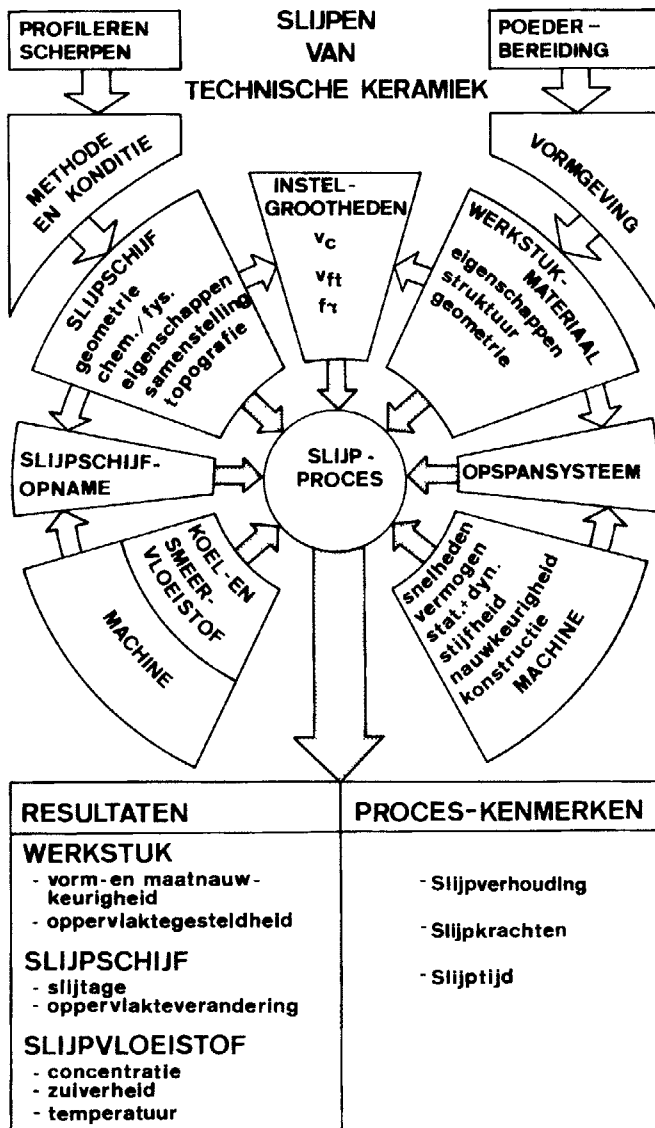 PROFILEREN
SCHERPEN
SLIJPEN
VAN
TECHNISCHE KERAMIEK
POEDER-
BEREIDING
METHODE
EN KONDITIE
VORMGEVING
SLIJPSCHIJF
geometrie
chem./fys.
eigenschappen
samenstelling
topografie
INSTEL-
GROOTHEDEN
vc
vft
fτ
WERKSTUK-
MATERIAAL
eigenschappen
struktuur
geometrie
SLIJPSCHIJF-
OPNAME
SLIJP-
PROCES
OPSPANSYSTEEM
KOEL- EN
SMEER-
VLOEISTOF
MACHINE
snelheden
vermogen
stat.+ dyn.
stijfheid
nauwkeurigheid
konstructie
MACHINE
RESULTATEN
WERKSTUK
- vorm-en maatnauw-
keurigheid
- oppervlaktegesteldheid
SLIJPSCHIJF
- slijtage
- oppervlakteverandering
SLIJPVLOEISTOF
- concentratie
- zuiverheid
- temperatuur
PROCES-KENMERKEN
- Slijpverhouding
- Slijpkrachten
- Slijptijd